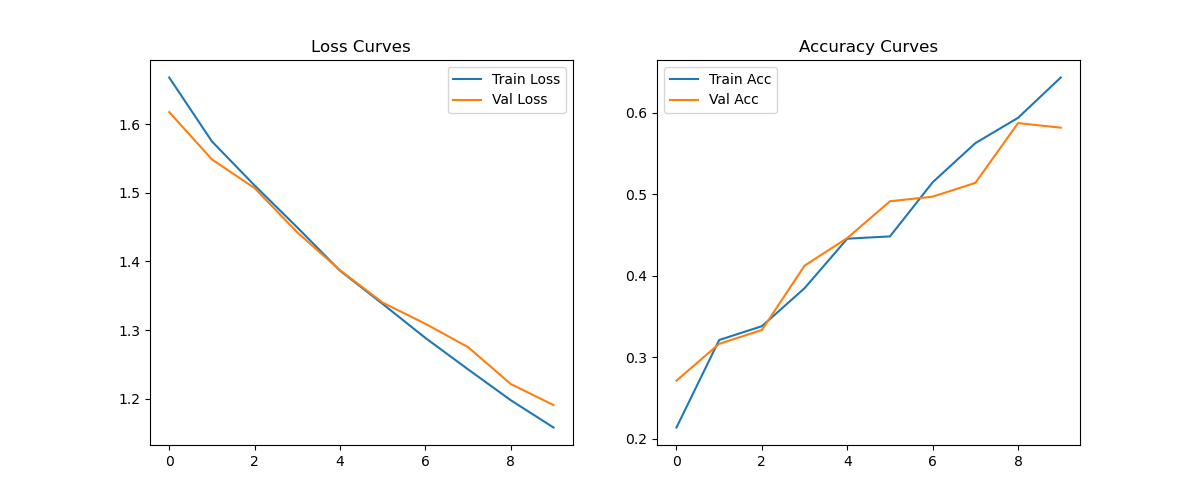 Loss Curves
Train Loss
Val Loss
1.6
1.5
1.4
1.3
1.2
0 2 4 6 8
Accuracy Curves
Train Acc
Val Acc
0.6
0.5
0.4
0.3
0.2
0 2 4 6 8